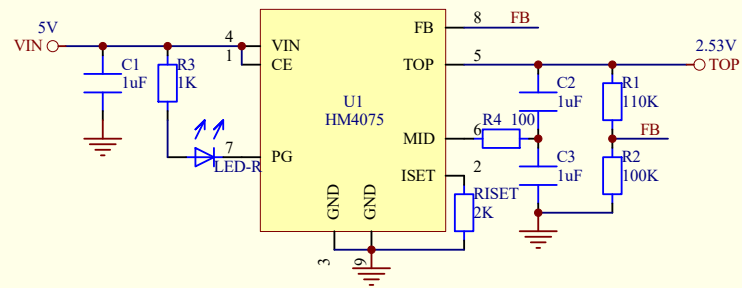 5V
VIN
C1
1uF
R3
1K
LED-R
4
1
7
VIN
CE
PG
U1
HM4075
FB
TOP
MID
ISET
GND
GND
3
9
8
FB
5
6
2
R4 100
RISET
2K
C2
1uF
C3
1uF
2.53V
TOP
R1
110K
FB
R2
100K